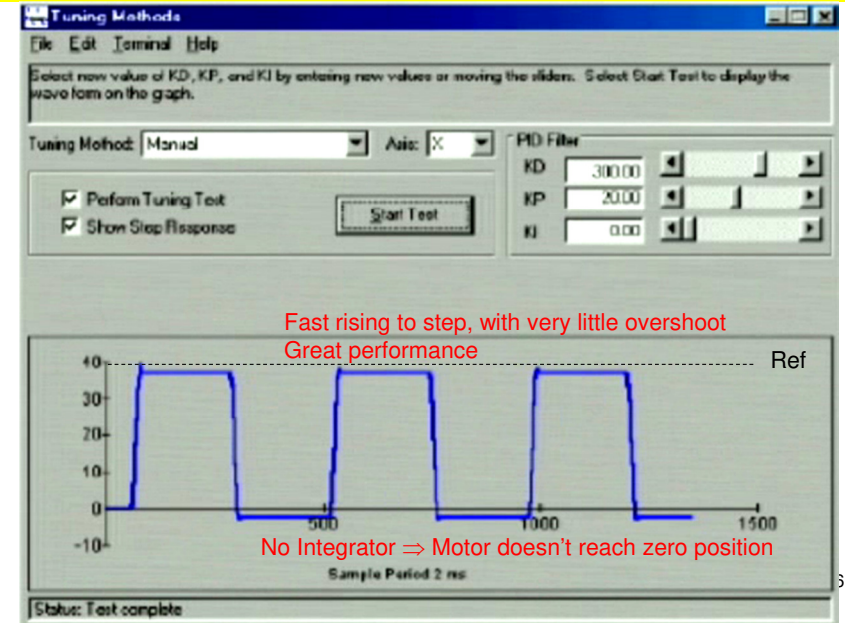 Tuning Methods
File Edit Terminal Help
Select new value of KD, KP, and KI by entering new values or moving the sliders. Select Start Test to display the
wave form on the graph.
Tuning Method: Manual Axis: X PID Filter
KD 300.00
Perform Tuning Test KP 20.00
Show Step Response Start Test KI 0.00
Fast rising to step, with very little overshoot
Great performance
Ref
40
30
20
10
0
500 1000 1500
-10
No Integrator ⇒ Motor doesn't reach zero position
Sample Period 2 ms
6
Status: Test complete